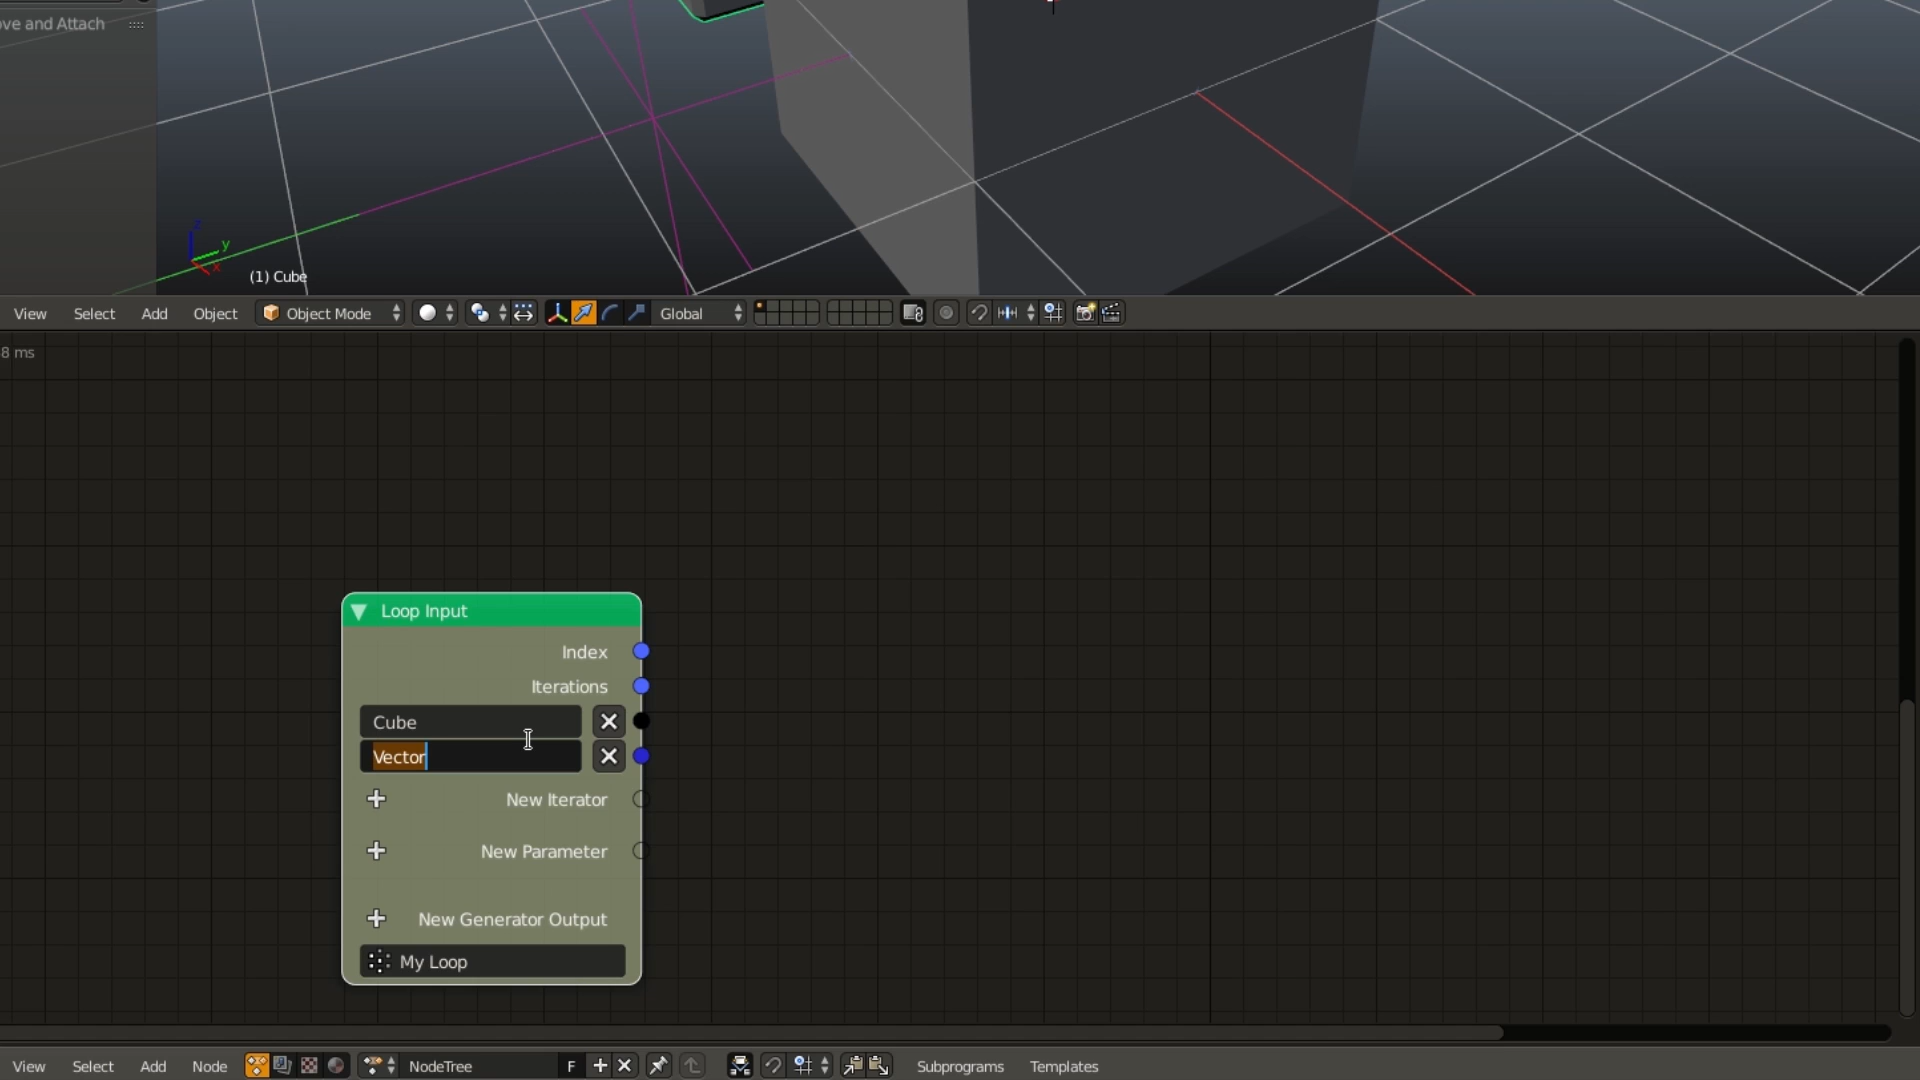 ove and Attach
z
y
x
(1) Cube
View Select Add Object Object Mode Global
8 ms
Loop Input
Index
Iterations
Cube
Vector
New Iterator
New Parameter
New Generator Output
My Loop
View Select Add Node NodeTree F Subprograms Templates